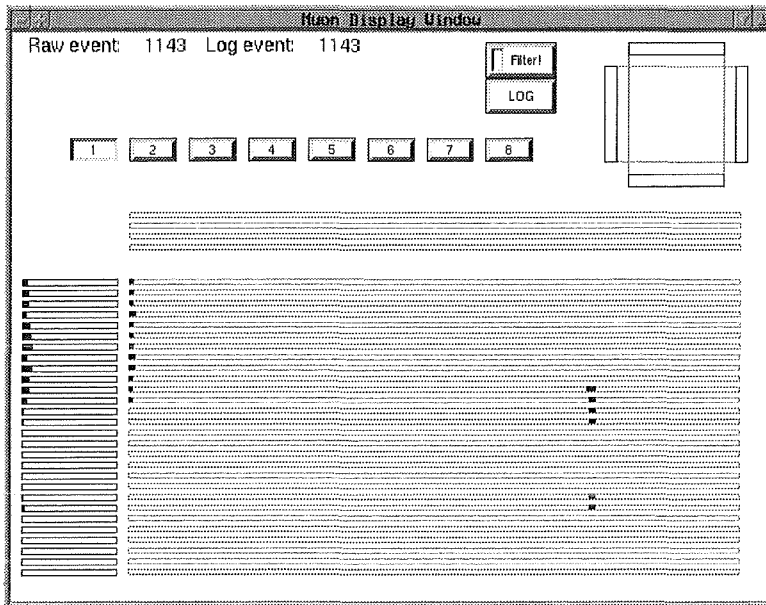 Muon Display Window
Raw event: 1143 Log event: 1143
Filter!
LOG
1 2 3 4 5 6 7 8